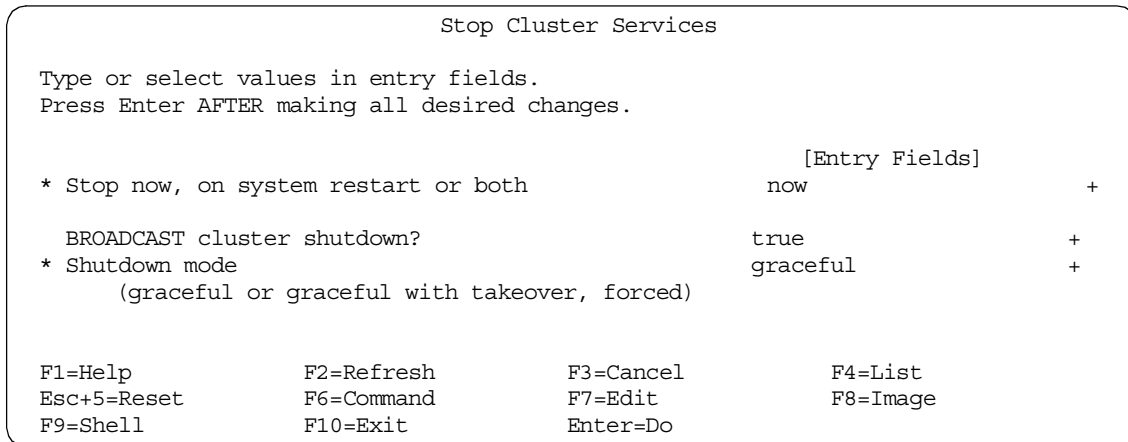 Stop Cluster Services
Type or select values in entry fields.
Press Enter AFTER making all desired changes.
[Entry Fields]
* Stop now, on system restart or both now +
BROADCAST cluster shutdown? true +
* Shutdown mode graceful +
(graceful or graceful with takeover, forced)
F1=Help F2=Refresh F3=Cancel F4=List
Esc+5=Reset F6=Command F7=Edit F8=Image
F9=Shell F10=Exit Enter=Do